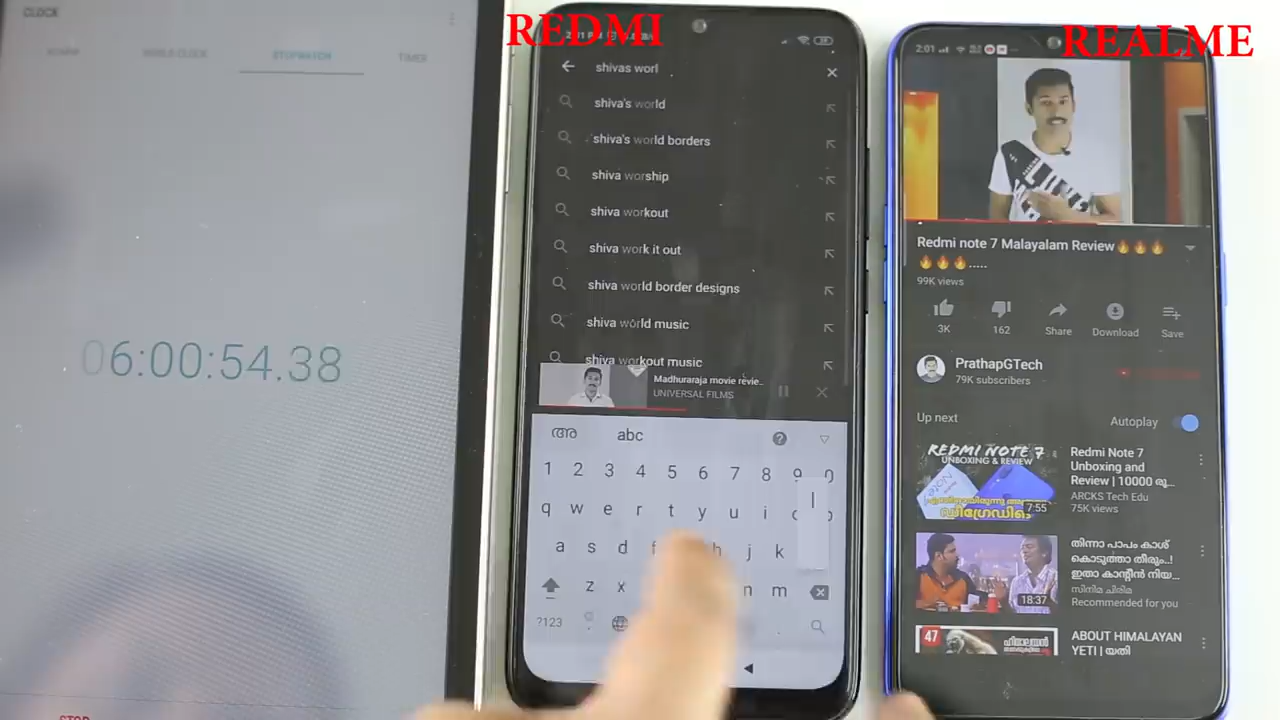 CLOCK
WORLD CLOCK
STOPWATCH
TIMER
06:00:54.38
STOP
REDMI
shivas worl
shiva's world
shiva's world borders
shiva worship
shiva workout
shiva work it out
shiva world border designs
shiva world music
shiva workout music
Madhuraraja movie revie..
UNIVERSAL FILMS
അ abc
1 2 3 4 5 6 7 8 9 0
q w e r t y u i
l
a s d f h j k
z x n m
?123
REALME
2:01
Redmi note 7 Malayalam Review🔥🔥🔥
🔥🔥🔥.....
99K views
3K
162
Share
Download
Save
PrathapGTech
79K subscribers
Up next
Autoplay
REDMI NOTE 7
UNBOXING & REVIEW
7:55
Redmi Note 7
Unboxing and
Review | 10000 രൂ...
ARCKS Tech Edu
75K views
18:37
തിന്നാ പാപം കാശ്
കൊടുത്താ തീരും..!
ഇതാ കാന്റീൻ നിയ...
സിനിമ ചിരിമ
Recommended for you
47
ABOUT HIMALAYAN
YETI | യതി